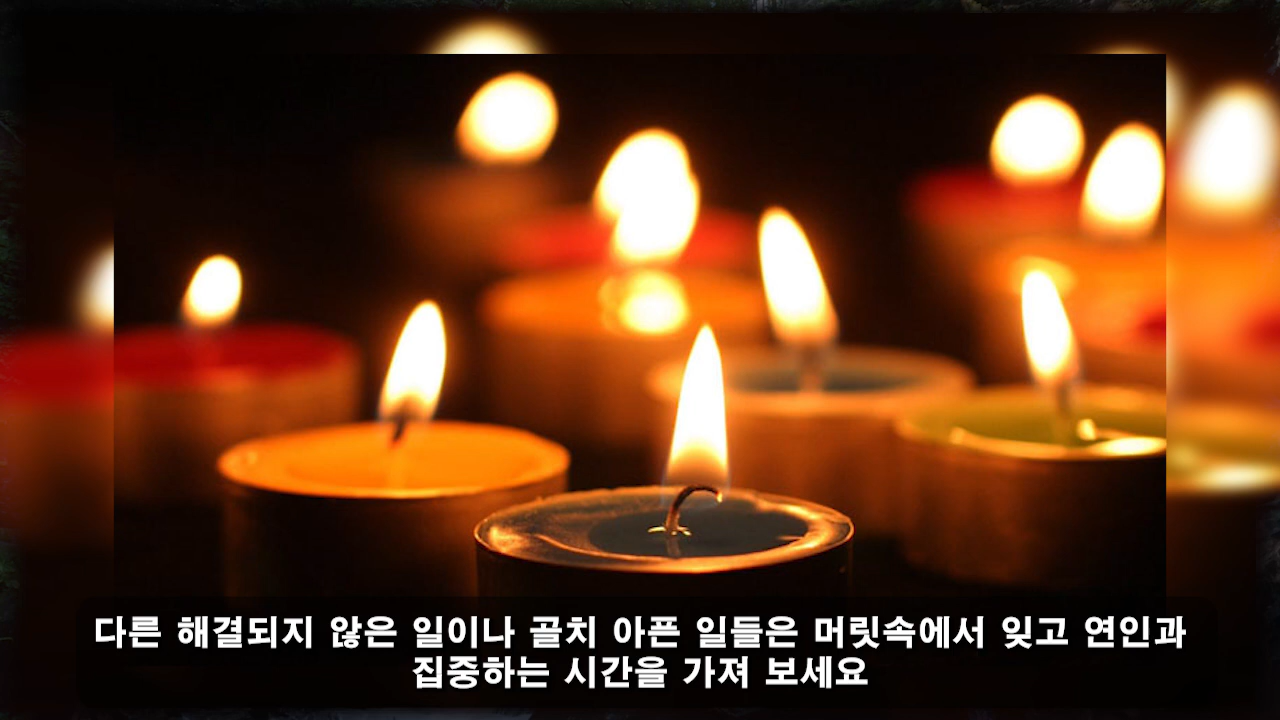 다른 해결되지 않은 일이나 골치 아픈 일들은 머릿속에서 잊고 연인과
집중하는 시간을 가져 보세요